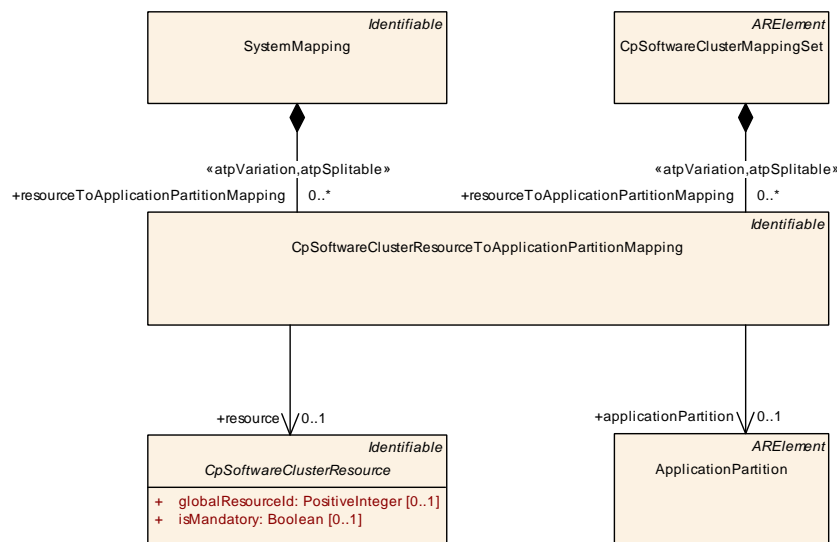 Identifiable
SystemMapping
ARElement
CpSoftwareClusterMappingSet
«atpVariation,atpSplitable»
+resourceToApplicationPartitionMapping 0..*
«atpVariation,atpSplitable»
+resourceToApplicationPartitionMapping 0..*
Identifiable
CpSoftwareClusterResourceToApplicationPartitionMapping
+resource 0..1
+applicationPartition 0..1
Identifiable
CpSoftwareClusterResource
+ globalResourceId: PositiveInteger [0..1]
+ isMandatory: Boolean [0..1]
ARElement
ApplicationPartition